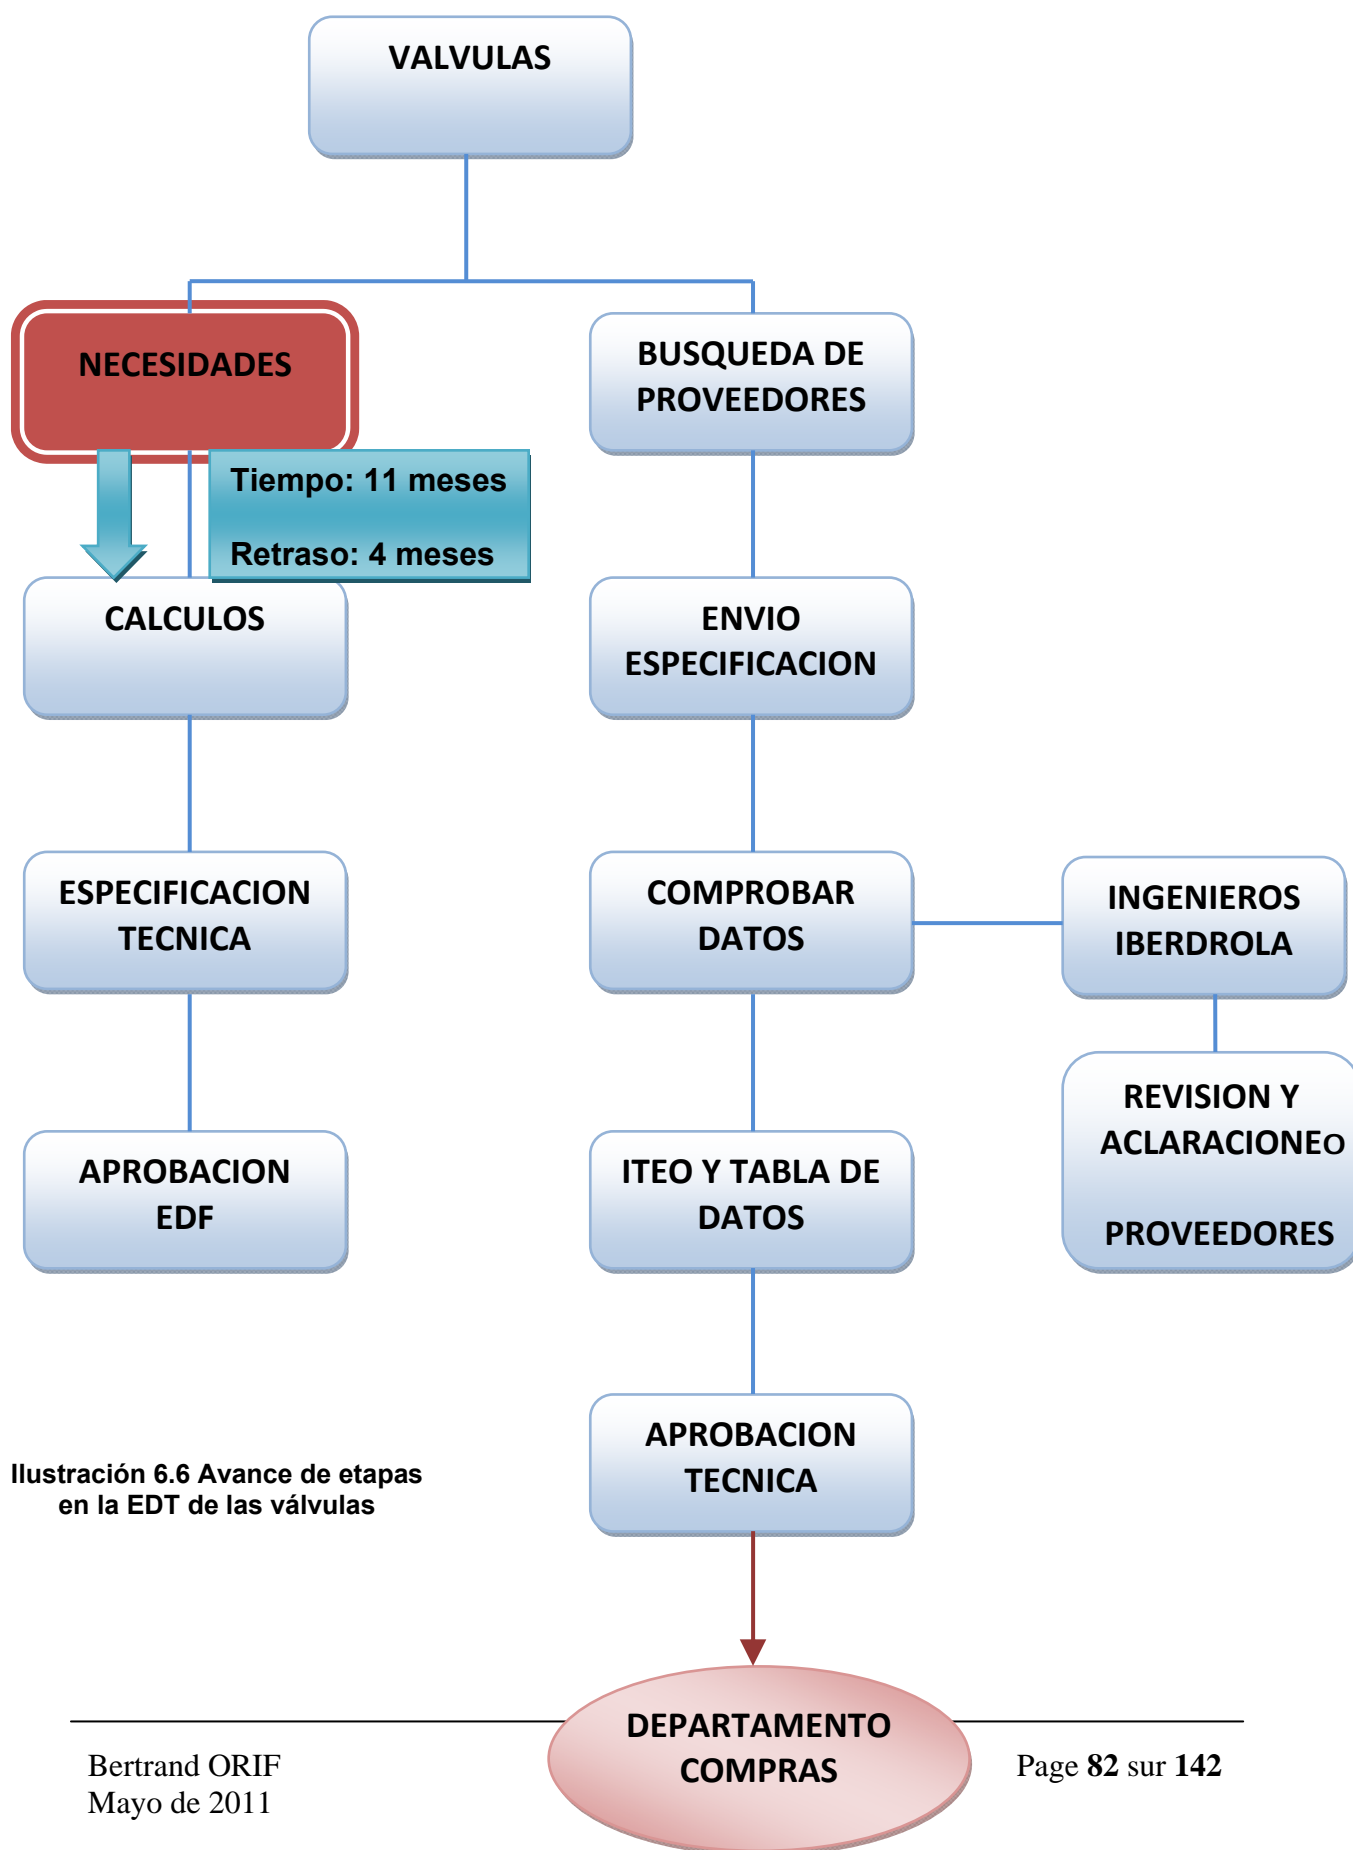 VALVULAS
NECESIDADES
Tiempo: 11 meses
Retraso: 4 meses
CALCULOS
ESPECIFICACION
TECNICA
APROBACION
EDF
BUSQUEDA DE
PROVEEDORES
ENVIO
ESPECIFICACION
COMPROBAR
DATOS
INGENIEROS
IBERDROLA
REVISION Y
ACLARACIONEO
PROVEEDORES
ITEO Y TABLA DE
DATOS
APROBACION
TECNICA
Ilustración 6.6 Avance de etapas
en la EDT de las válvulas
DEPARTAMENTO
COMPRAS
Bertrand ORIF
Mayo de 2011
Page 82 sur 142